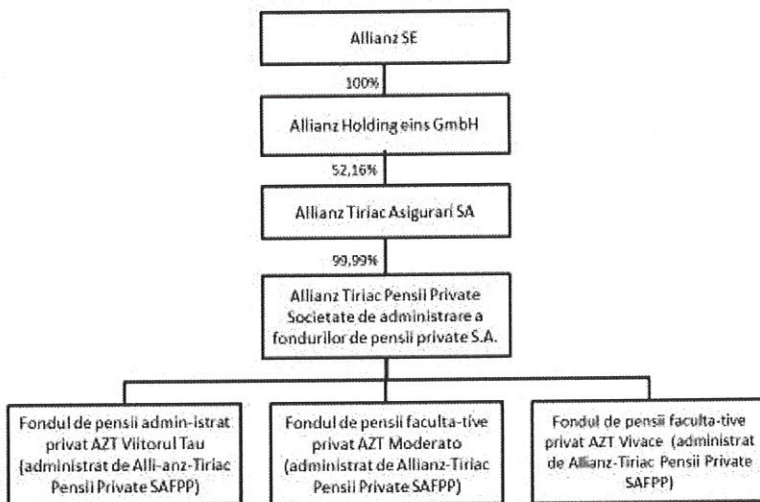 Allianz SE
100%
Allianz Holding eins GmbH
52,16%
Allianz Tiriac Asigurari SA
99,99%
Allianz Tiriac Pensii Private
Societate de administrare a
fondurilor de pensii private S.A.
Fondul de pensii admin-istrat
privat AZT Viitorul Tau
(administrat de Alli-anz-Tiriac
Pensii Private SAFPP)
Fondul de pensii faculta-tive
privat AZT Moderato
(administrat de Allianz-Tiriac
Pensii Private SAFPP)
Fondul de pensii faculta-tive
privat AZT Vivace (administrat
de Allianz-Tiriac Pensii Private
SAFPP)